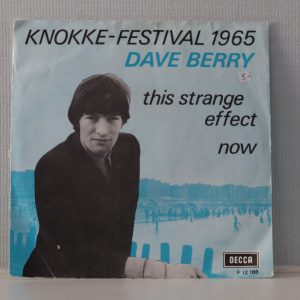 KNOKKE-FESTIVAL 1965
DAVE BERRY
this strange
effect
now
DECCA